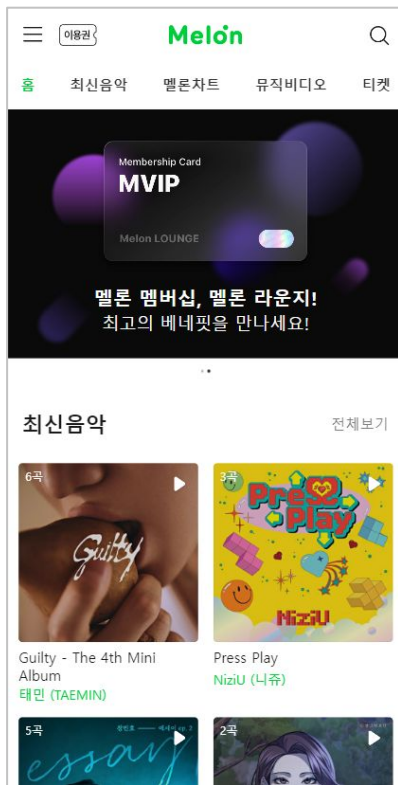 이용권
Melon
홈 최신음악 멜론차트 뮤직비디오 티켓
Membership Card
MVIP
Melon LOUNGE
멜론 멤버십, 멜론 라운지!
최고의 베네핏을 만나세요!
최신음악 전체보기
6곡
Guilty
3곡
Press
Play
NiziU
Guilty - The 4th Mini
Album
태민 (TAEMIN)
Press Play
NiziU (니쥬)
5곡
essay
2곡